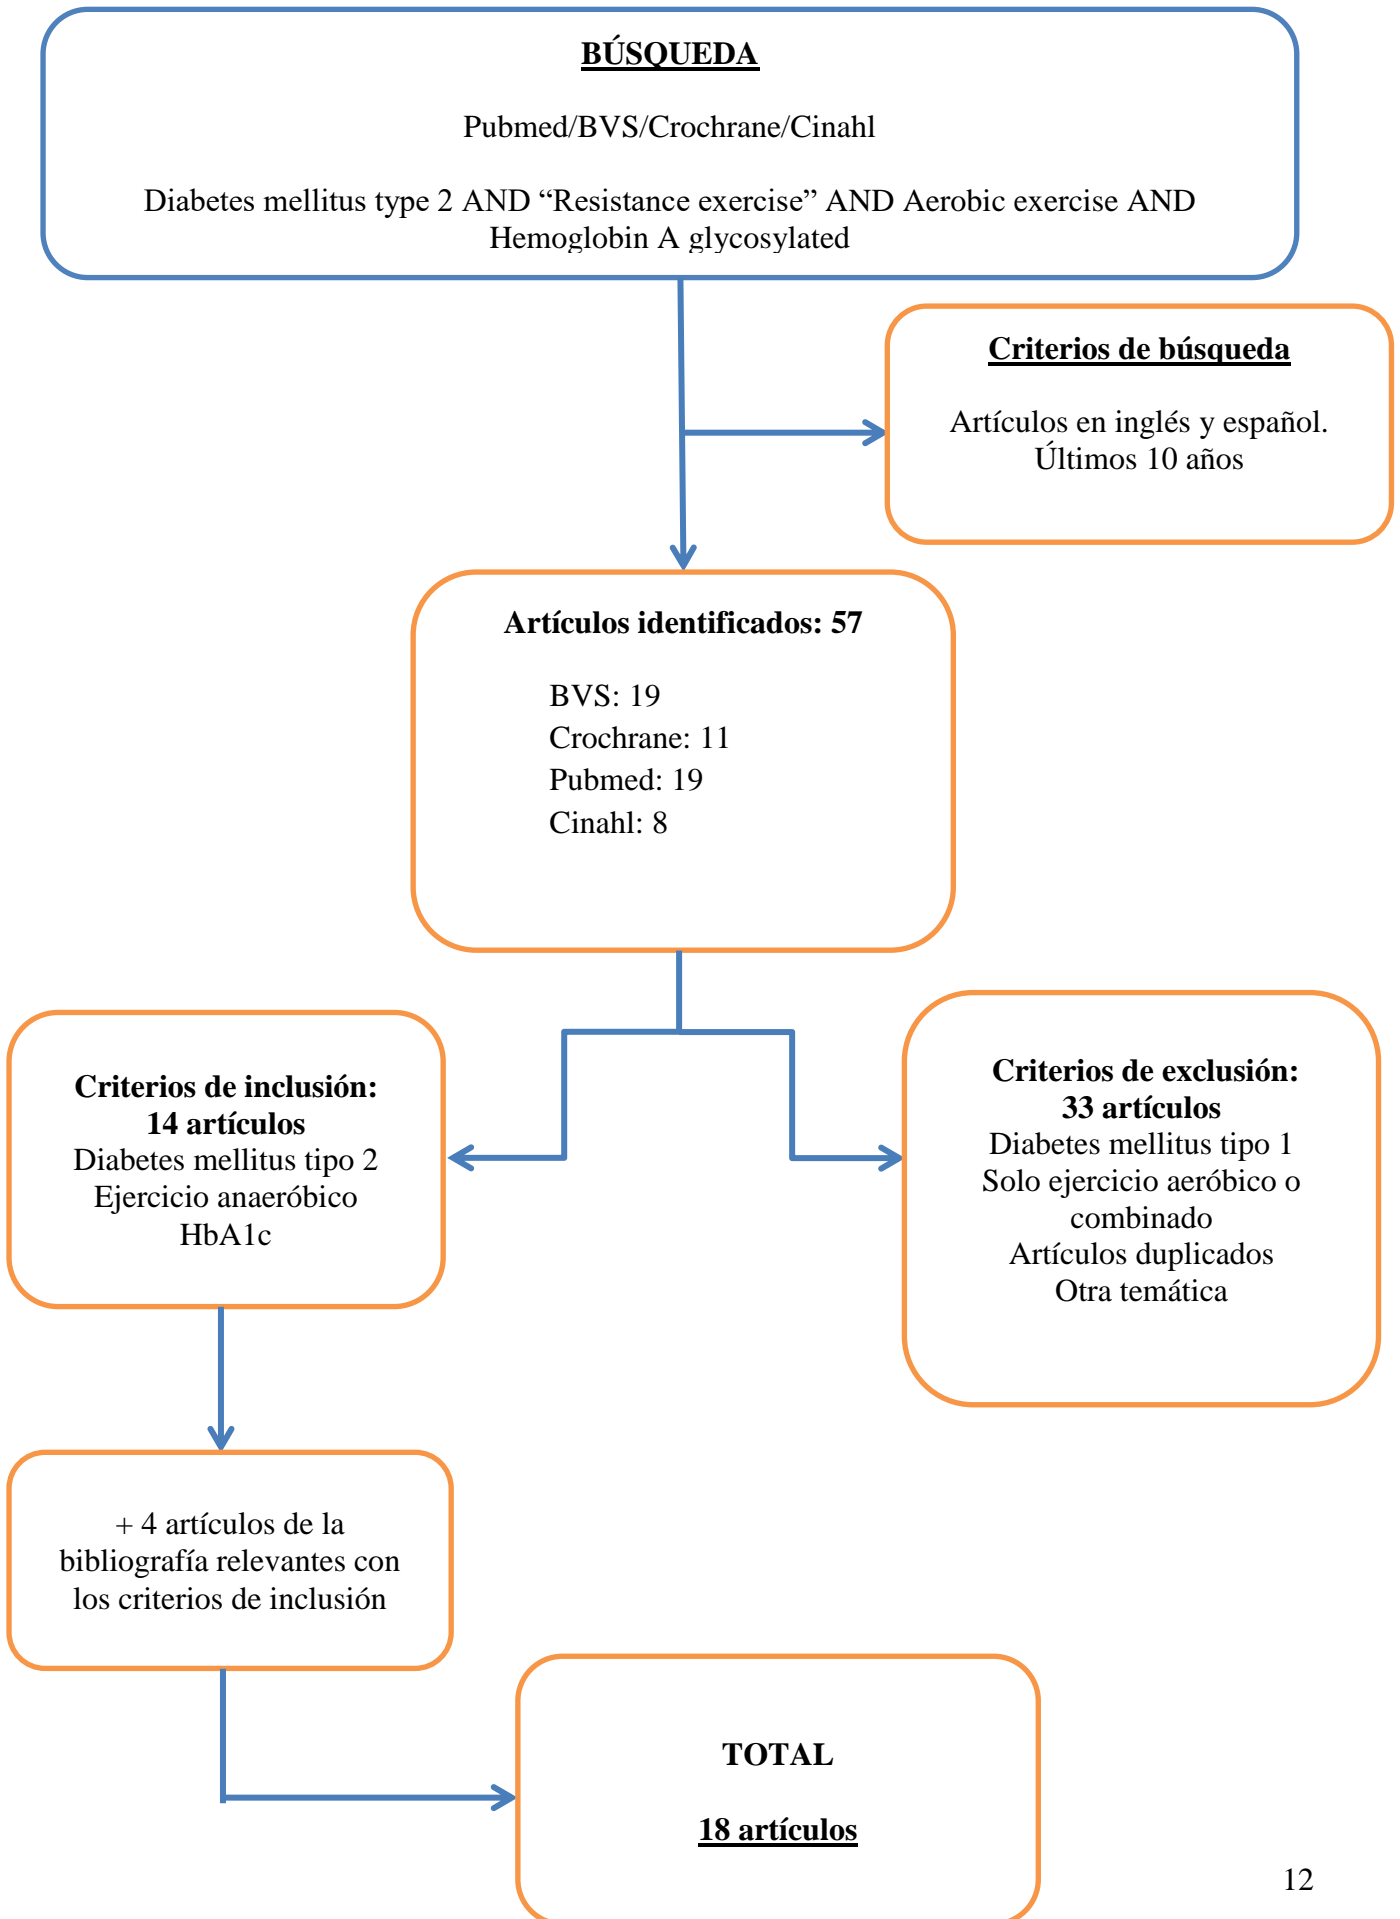 BÚSQUEDA
Pubmed/BVS/Crochrane/Cinahl
Diabetes mellitus type 2 AND “Resistance exercise” AND Aerobic exercise AND
Hemoglobin A glycosylated
Criterios de búsqueda
Artículos en inglés y español.
Últimos 10 años
Artículos identificados: 57
BVS: 19
Crochrane: 11
Pubmed: 19
Cinahl: 8
Criterios de inclusión:
14 artículos
Diabetes mellitus tipo 2
Ejercicio anaeróbico
HbA1c
Criterios de exclusión:
33 artículos
Diabetes mellitus tipo 1
Solo ejercicio aeróbico o
combinado
Artículos duplicados
Otra temática
+ 4 artículos de la
bibliografía relevantes con
los criterios de inclusión
TOTAL
18 artículos
12